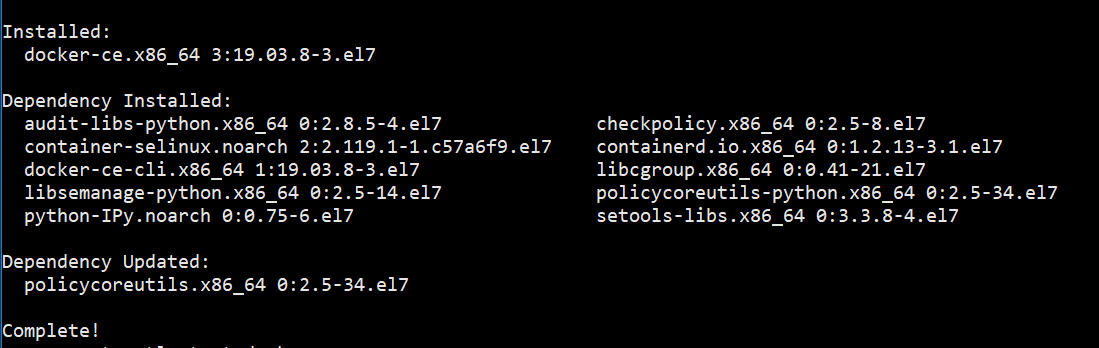 Installed:
docker-ce.x86_64 3:19.03.8-3.el7
Dependency Installed:
audit-libs-python.x86_64 0:2.8.5-4.el7 checkpolicy.x86_64 0:2.5-8.el7
container-selinux.noarch 2:2.119.1-1.c57a6f9.el7 containerd.io.x86_64 0:1.2.13-3.1.el7
docker-ce-cli.x86_64 1:19.03.8-3.el7 libcgroup.x86_64 0:0.41-21.el7
libsemanage-python.x86_64 0:2.5-14.el7 policycoreutils-python.x86_64 0:2.5-34.el7
python-IPy.noarch 0:0.75-6.el7 setools-libs.x86_64 0:3.3.8-4.el7
Dependency Updated:
policycoreutils.x86_64 0:2.5-34.el7
Complete!